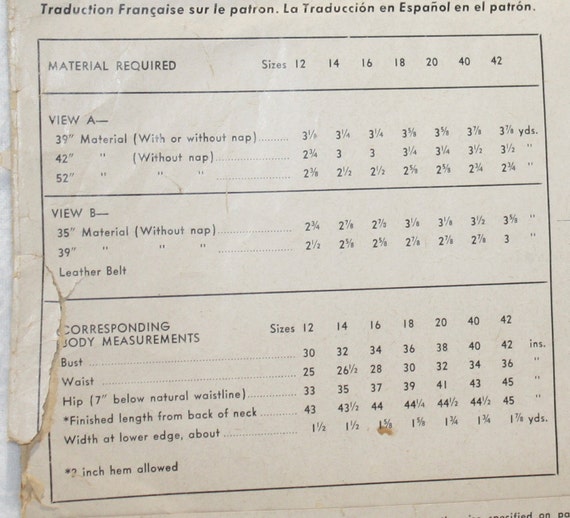 Traduction Française sur le patron. La Traducción en Español en el patrón.
MATERIAL REQUIRED Sizes 12 14 16 18 20 40 42
VIEW A—
39" Material (With or without nap).......... 3⅛ 3¼ 3¼ 3⅝ 3⅝ 3⅞ 3⅞ yds.
42" " (Without nap).......... 2¾ 3 3 3¼ 3¼ 3½ 3½ "
52" " " " .......... 2⅜ 2½ 2½ 2⅝ 2⅝ 2¾ 2¾ "
VIEW B—
35" Material (Without nap).......... 2¾ 2⅞ 2⅞ 3⅛ 3⅛ 3½ 3⅝ "
39" " " " .......... 2½ 2⅝ 2⅝ 2⅞ 2⅞ 2⅞ 3 "
Leather Belt
CORRESPONDING
BODY MEASUREMENTS Sizes 12 14 16 18 20 40 42
Bust .......... 30 32 34 36 38 40 42 ins.
Waist .......... 25 26½ 28 30 32 34 36 "
Hip (7" below natural waistline).......... 33 35 37 39 41 43 45 "
*Finished length from back of neck.......... 43 43½ 44 44¼ 44½ 44½ 45 "
Width at lower edge, about .......... 1½ 1½ 1⅝ 1⅝ 1¾ 1¾ 1⅞ yds.
*2 inch hem allowed
specified on pa